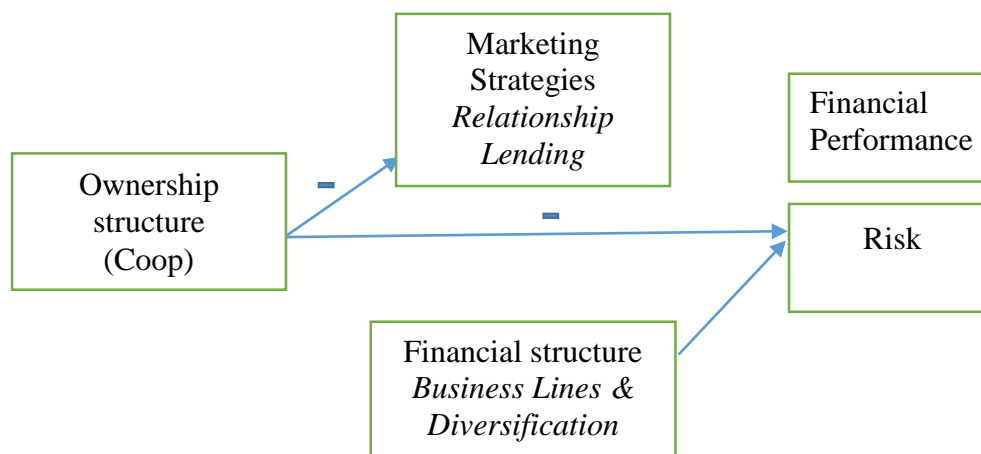 Marketing
Strategies
Relationship
Lending
Financial
Performance
Ownership
structure
(Coop)
-
-
Risk
Financial structure
Business Lines &
Diversification